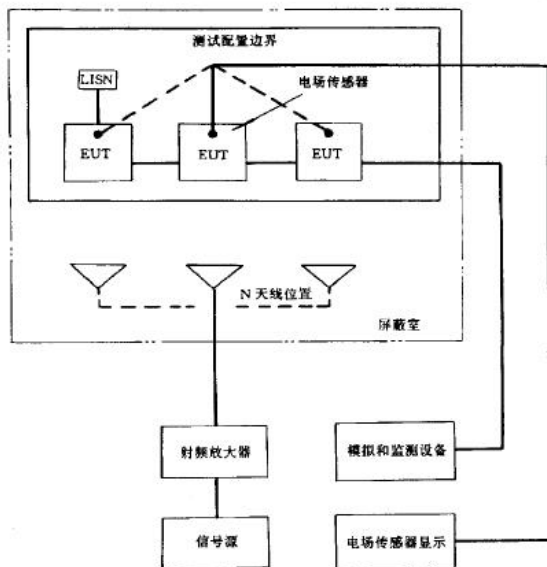 测试配置边界
LISN
电场传感器
EUT
EUT
EUT
N 天线位置
屏蔽室
射频放大器
模拟和监测设备
信号源
电场传感器显示